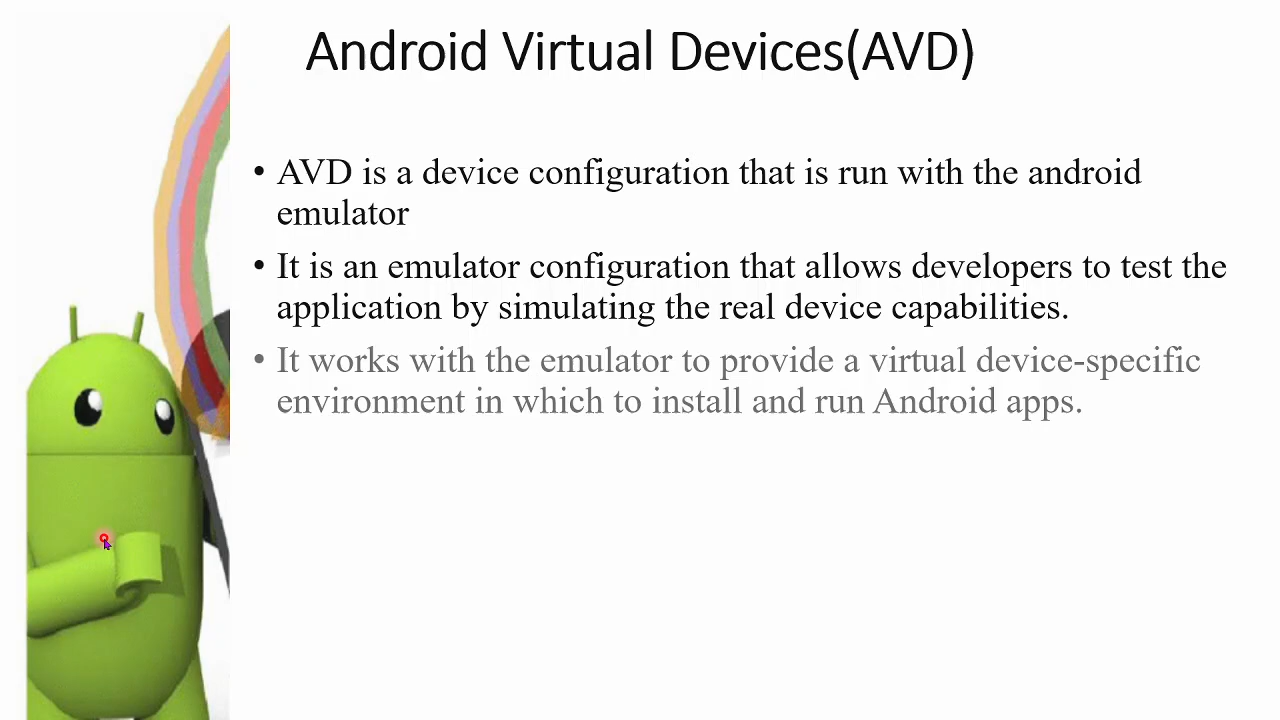 Android Virtual Devices(AVD)
• AVD is a device configuration that is run with the android
emulator
• It is an emulator configuration that allows developers to test the
application by simulating the real device capabilities.
• It works with the emulator to provide a virtual device-specific
environment in which to install and run Android apps.